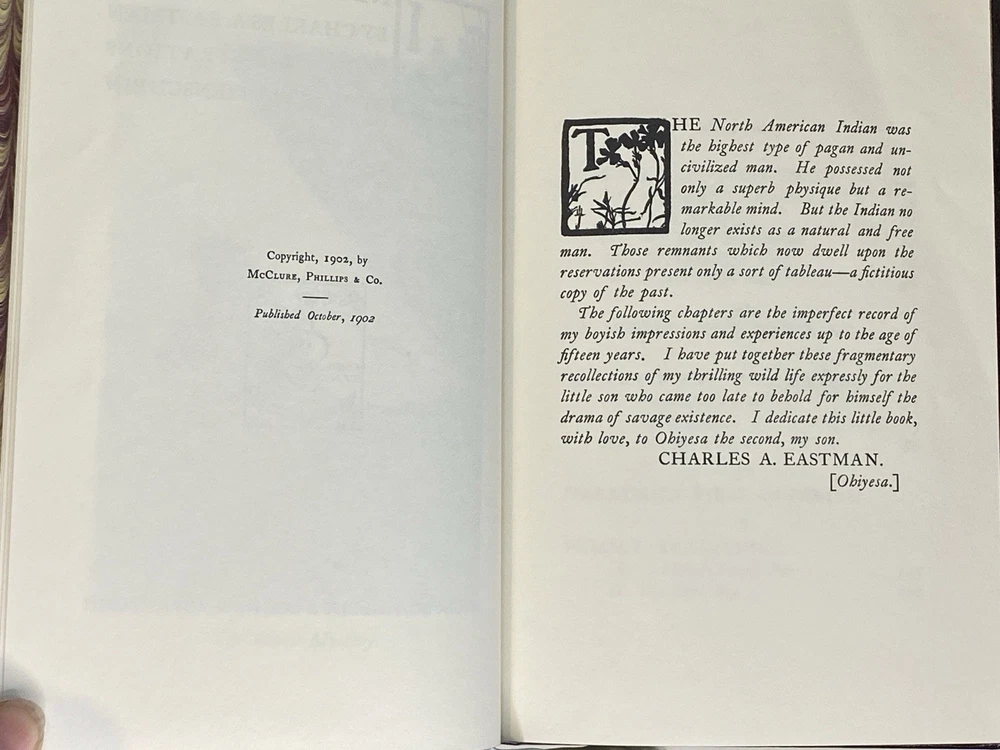 Copyright, 1902, by
McClure, Phillips & Co.
Published October, 1902
THE North American Indian was
the highest type of pagan and un-
civilized man. He possessed not
only a superb physique but a re-
markable mind. But the Indian no
longer exists as a natural and free
man. Those remnants which now dwell upon the
reservations present only a sort of tableau—a fictitious
copy of the past.
The following chapters are the imperfect record of
my boyish impressions and experiences up to the age of
fifteen years. I have put together these fragmentary
recollections of my thrilling wild life expressly for the
little son who came too late to behold for himself the
drama of savage existence. I dedicate this little book,
with love, to Ohiyesa the second, my son.
CHARLES A. EASTMAN.
[Ohiyesa.]